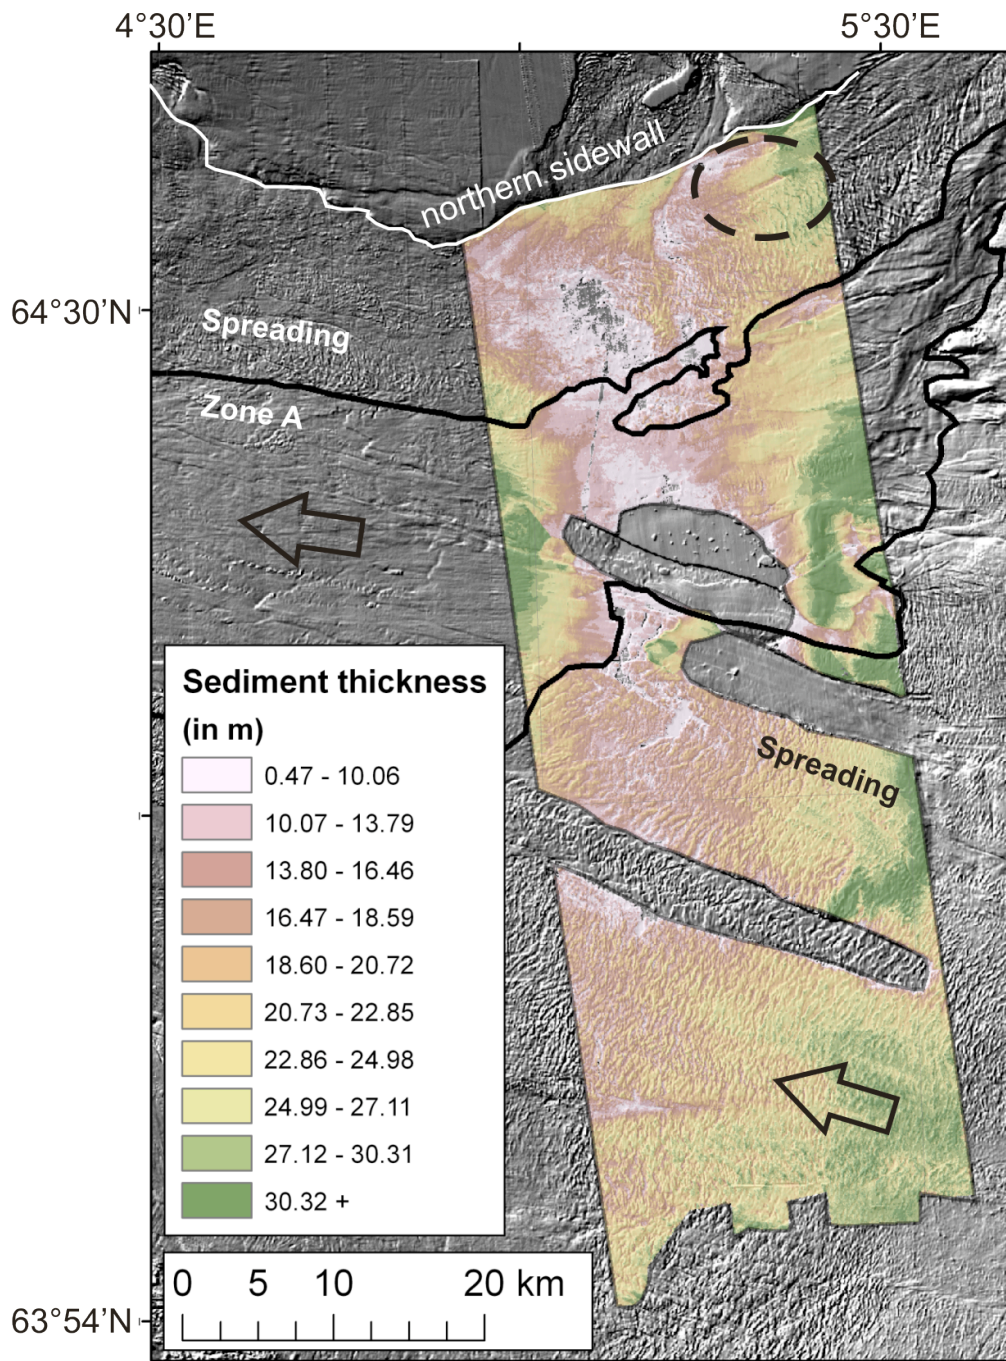 4°30’E
5°30’E
northern sidewall
64°30’N
Spreading
Zone A
Sediment thickness
(in m)
0.47 - 10.06
10.07 - 13.79
13.80 - 16.46
16.47 - 18.59
18.60 - 20.72
20.73 - 22.85
22.86 - 24.98
24.99 - 27.11
27.12 - 30.31
30.32 +
Spreading
0 5 10 20 km
63°54’N